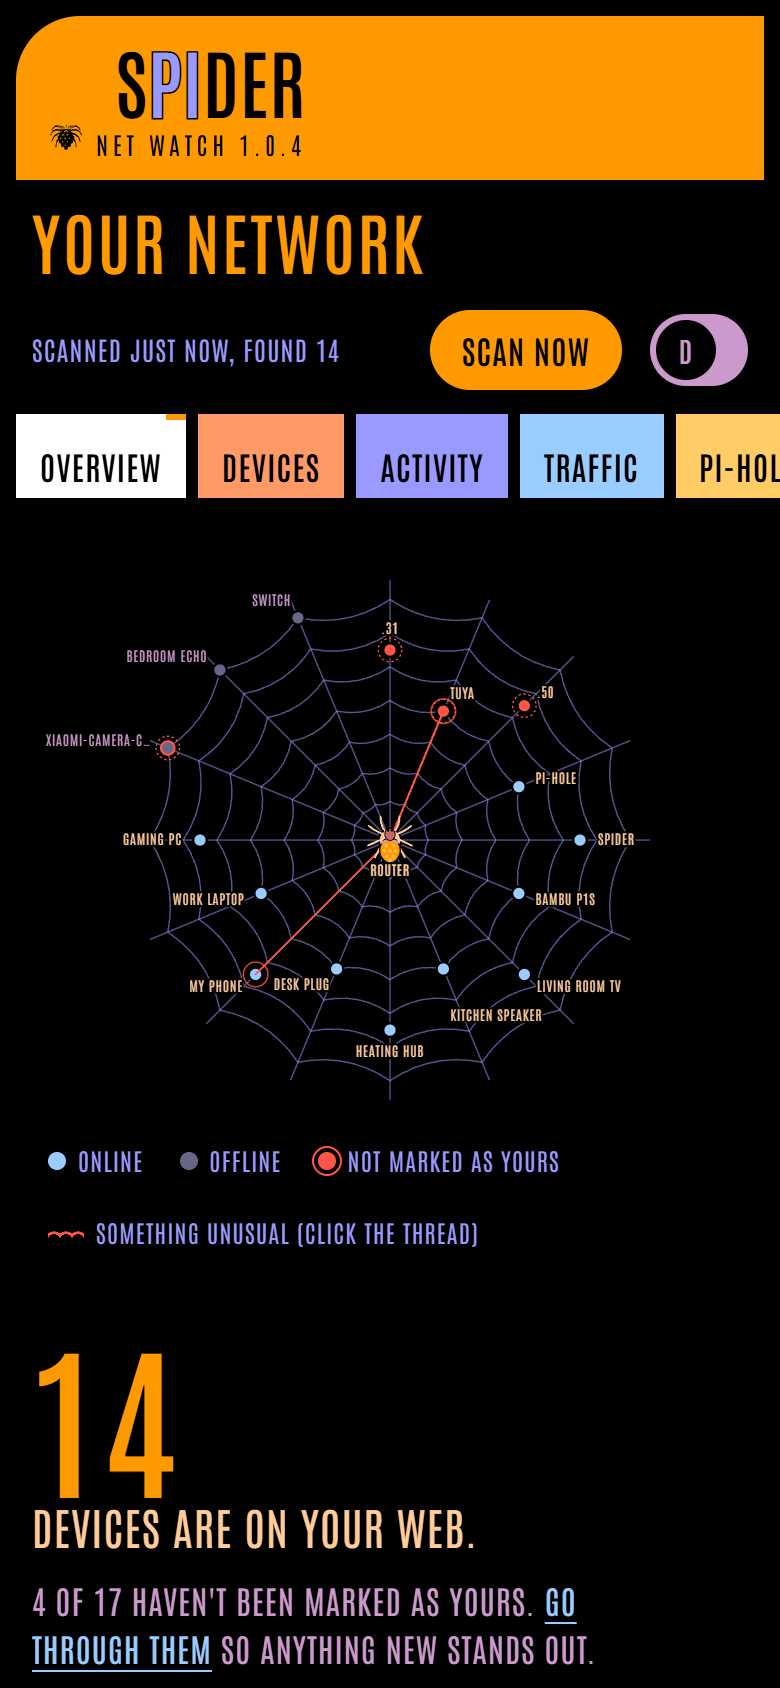 SPIDER
NET WATCH 1.0.4
YOUR NETWORK
SCANNED JUST NOW, FOUND 14
SCAN NOW
D
OVERVIEW
DEVICES
ACTIVITY
TRAFFIC
PI-HOL
SWITCH
.31
BEDROOM ECHO
TUYA
.50
XIAOMI-CAMERA-C…
PI-HOLE
GAMING PC
SPIDER
ROUTER
WORK LAPTOP
BAMBU P1S
MY PHONE
DESK PLUG
LIVING ROOM TV
KITCHEN SPEAKER
HEATING HUB
ONLINE
OFFLINE
NOT MARKED AS YOURS
SOMETHING UNUSUAL (CLICK THE THREAD)
14
DEVICES ARE ON YOUR WEB.
4 OF 17 HAVEN'T BEEN MARKED AS YOURS. GO
THROUGH THEM SO ANYTHING NEW STANDS OUT.